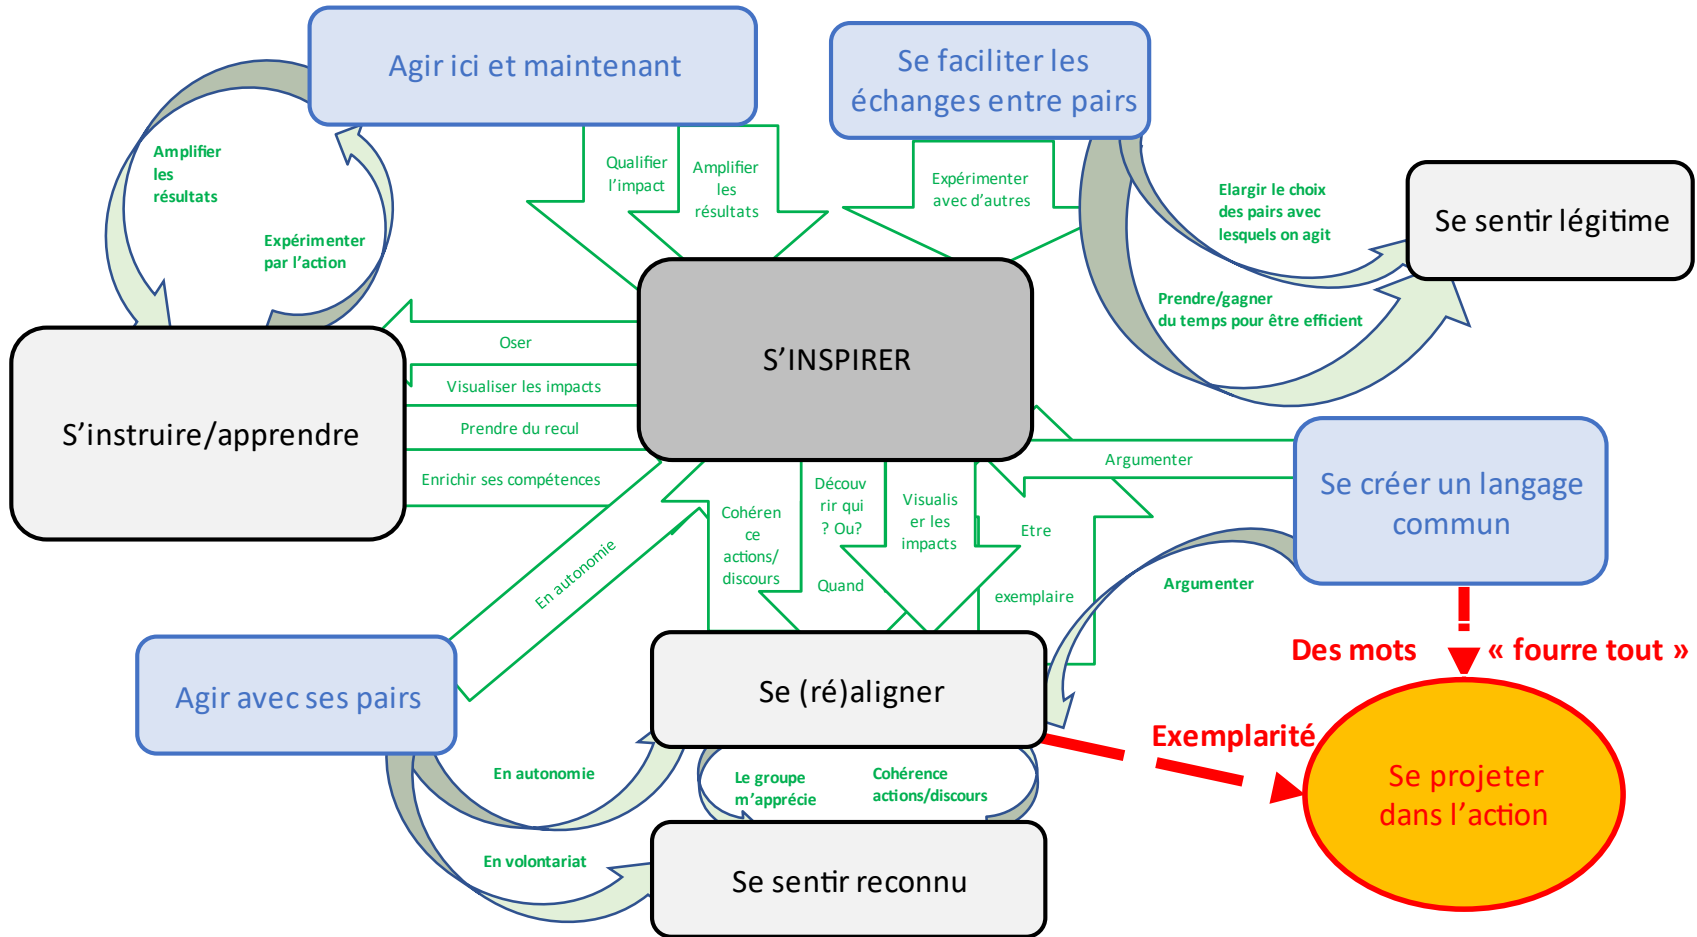 Agir ici et maintenant
Se faciliter les
échanges entre pairs
Amplifier
les
résultats
Expérimenter
par l'action
Qualifier
l'impact
Amplifier
les
résultats
Expérimenter
avec d'autres
Elargir le choix
des pairs avec
lesquels on agit
Se sentir légitime
Prendre/gagner
du temps pour être efficient
S'INSPIRER
Oser
Visualiser les impacts
Prendre du recul
Enrichir ses compétences
S'instruire/apprendre
Argumenter
Se créer un langage
commun
Cohéren
ce
actions/
discours
Découv
rir qui
? Ou?
Quand
Visualis
er les
impacts
Etre
exemplaire
En autonomie
Argumenter
Des mots « fourre tout »
Agir avec ses pairs
Se (ré)aligner
Exemplarité
Se projeter
dans l'action
En autonomie
Le groupe
m'apprécie
Cohérence
actions/discours
En volontariat
Se sentir reconnu